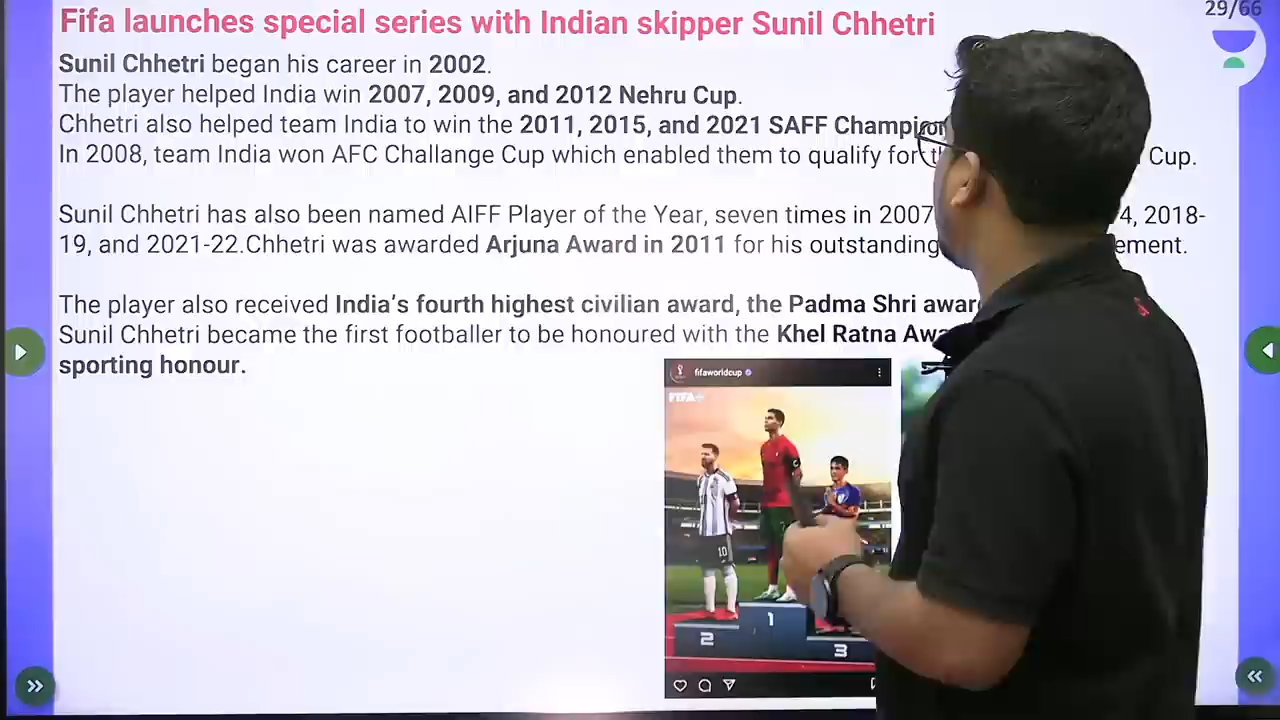 29/66
Fifa launches special series with Indian skipper Sunil Chhetri
Sunil Chhetri began his career in 2002.
The player helped India win 2007, 2009, and 2012 Nehru Cup.
Chhetri also helped team India to win the 2011, 2015, and 2021 SAFF
In 2008, team India won AFC Challange Cup which enabled them to qualify for Cup.
Sunil Chhetri has also been named AIFF Player of the Year, seven times in 2007 4, 2018-
19, and 2021-22.Chhetri was awarded Arjuna Award in 2011 for his outstanding
The player also received India's fourth highest civilian award, the Padma Shri
Sunil Chhetri became the first footballer to be honoured with the Khel Ratna
sporting honour.
fifaworldcup
FIFA+
10
1
2
3